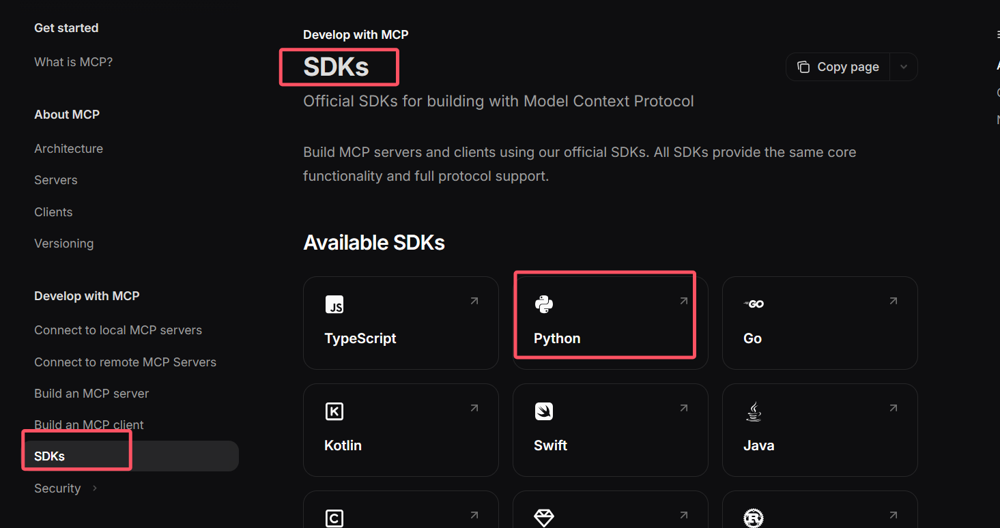 Get started
What is MCP?
About MCP
Architecture
Servers
Clients
Versioning
Develop with MCP
Connect to local MCP servers
Connect to remote MCP Servers
Build an MCP server
Build an MCP client
SDKs
Security
Develop with MCP
SDKs
Copy page
Official SDKs for building with Model Context Protocol
Build MCP servers and clients using our official SDKs. All SDKs provide the same core
functionality and full protocol support.
Available SDKs
JS
TypeScript
Python
GO
Go
K
Kotlin
Swift
Java
C
R